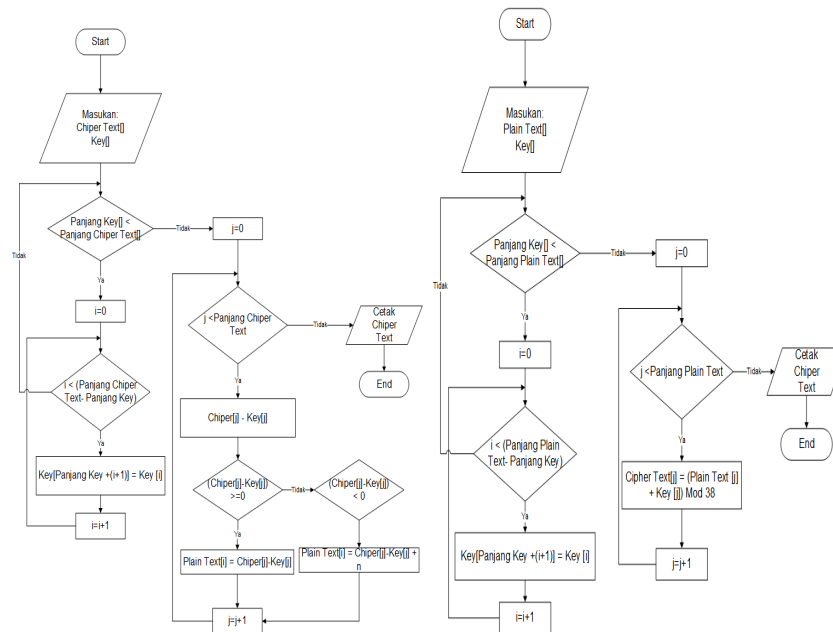 Start
Masukan:
Chiper Text[]
Key[]
Panjang Key[] <
Panjang Chiper Text[]
Tidak
Tidak
Ya
i=0
i < (Panjang Chiper
Text- Panjang Key)
Ya
Key[Panjang Key +(i+1)] = Key [i]
i=i+1
j=0
j <Panjang Chiper
Text
Tidak
Cetak
Chiper
Text
End
Ya
Chiper[j] - Key[j]
(Chiper[j]-Key[j])
>=0
Tidak
(Chiper[j]-Key[j])
< 0
Ya
Plain Text[i] = Chiper[j]-Key[j]
Plain Text[i] = Chiper[j]-Key[j] +
n
j=j+1
Start
Masukan:
Plain Text[]
Key[]
Panjang Key[] <
Panjang Plain Text[]
Tidak
Tidak
Ya
i=0
i < (Panjang Plain
Text- Panjang Key)
Ya
Key[Panjang Key +(i+1)] = Key [i]
i=i+1
j=0
j <Panjang Plain Text
Tidak
Cetak
Chiper
Text
End
Ya
Cipher Text[j] = (Plain Text [j]
+ Key [j]) Mod 38
j=j+1